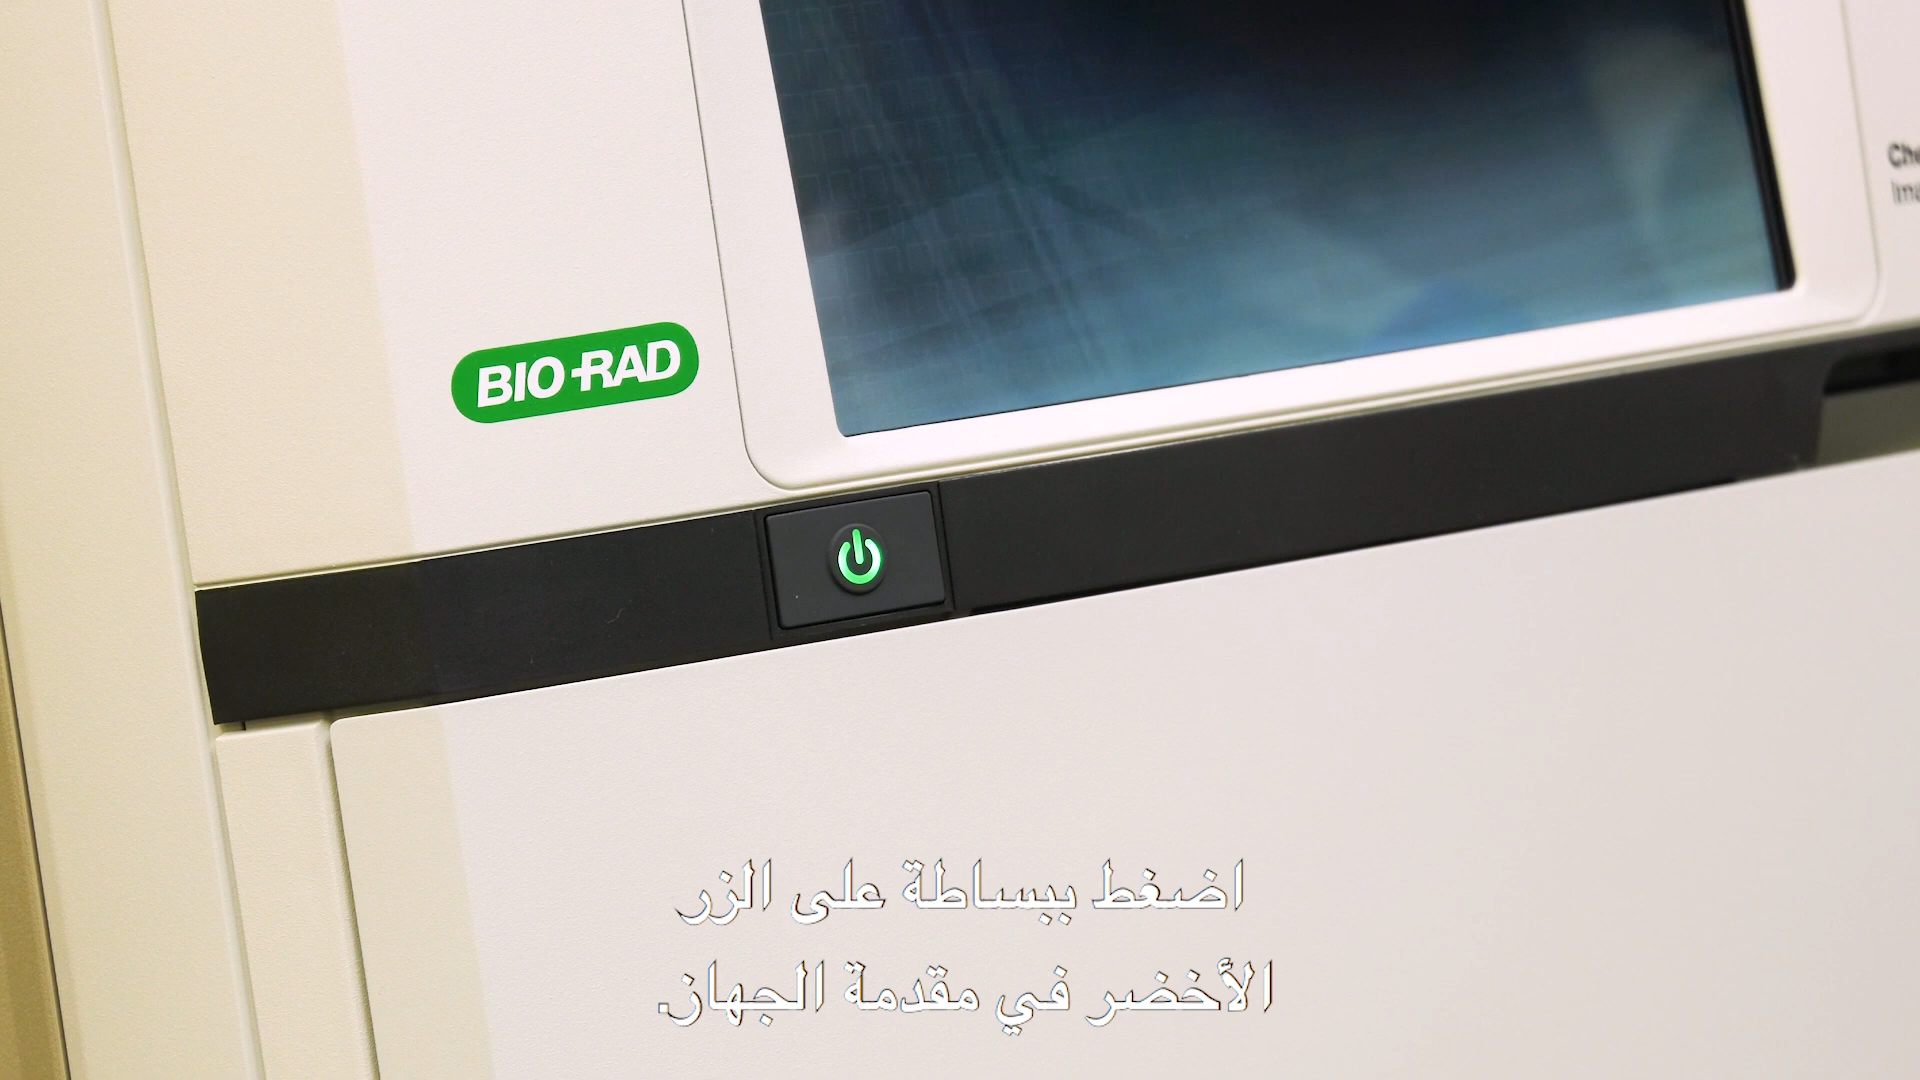 BIO-RAD
اضغط ببساطة على الزر
الأخضر في مقدمة الجهاز.